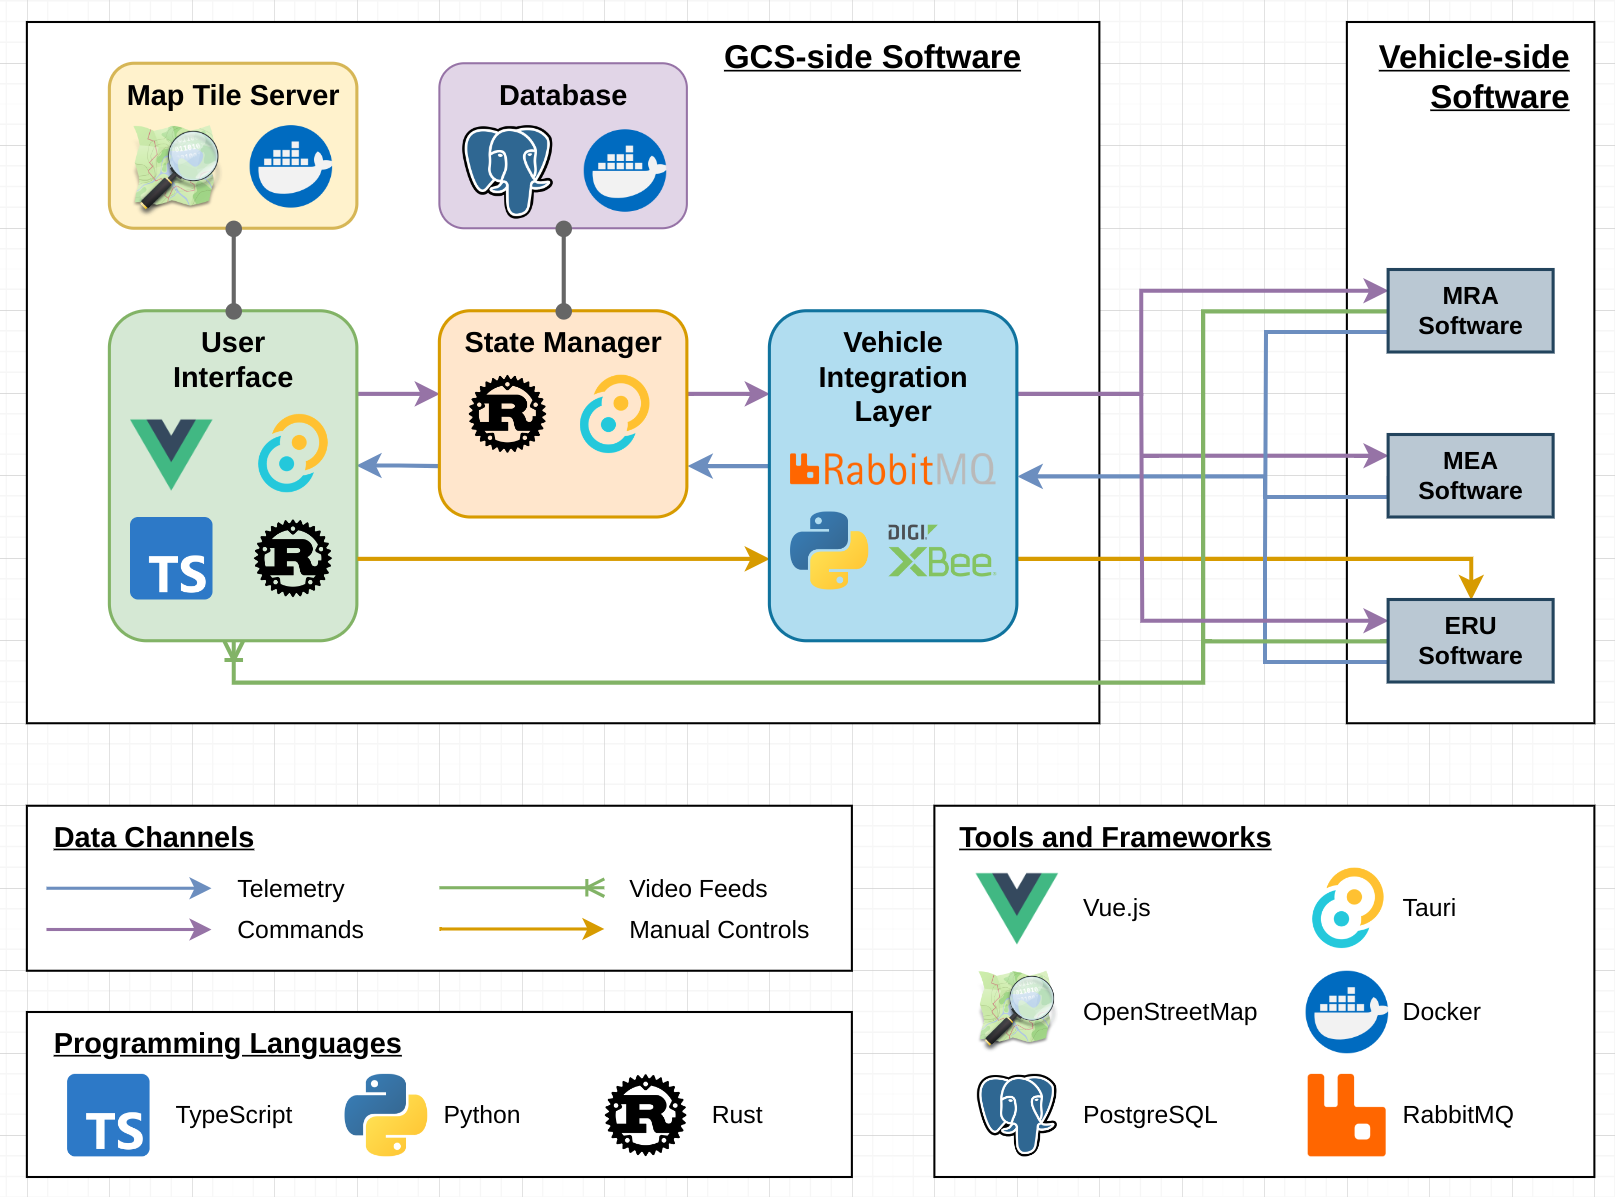 GCS-side Software
Vehicle-side
Software
Map Tile Server
Database
User
Interface
TS
State Manager
R
Vehicle
Integration
Layer
RabbitMQ
DIGI
XBee
R
MRA
Software
MEA
Software
ERU
Software
Data Channels
Telemetry
Video Feeds
Commands
Manual Controls
Programming Languages
TS
TypeScript
Python
R
Rust
Tools and Frameworks
Vue.js
Tauri
OpenStreetMap
Docker
PostgreSQL
RabbitMQ